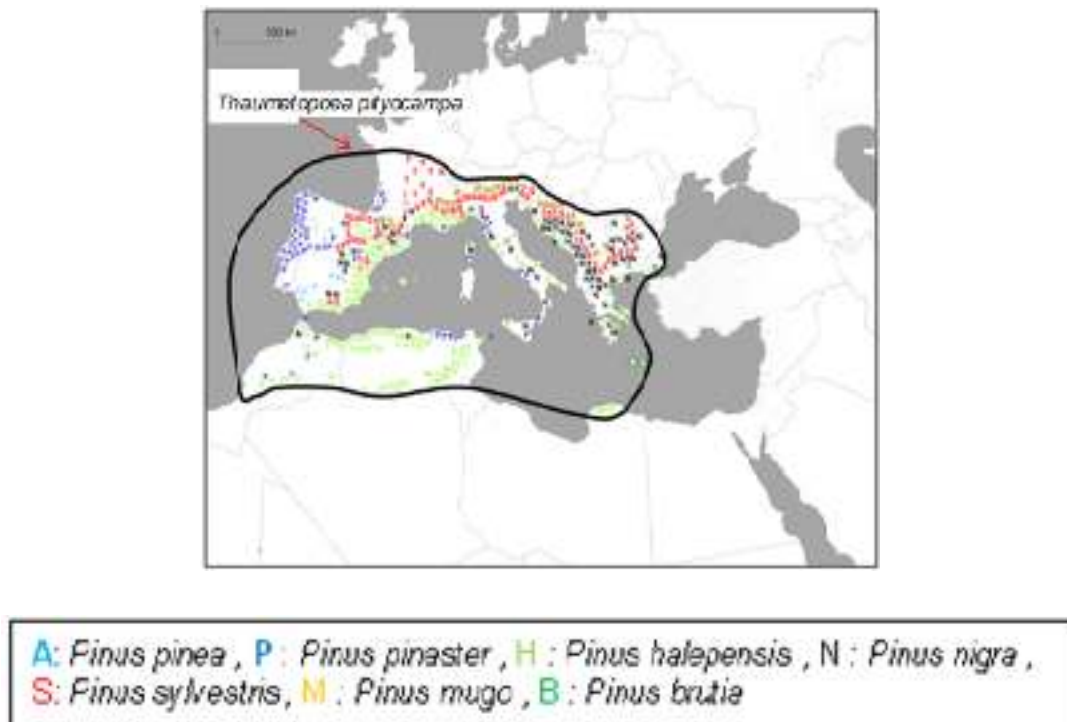 Thaumetopoea pityocampa
A: Pinus pinea , P : Pinus pinaster , H : Pinus halepensis , N : Pinus nigra ,
S: Pinus sylvestris, M : Pinus mugo , B : Pinus brutia